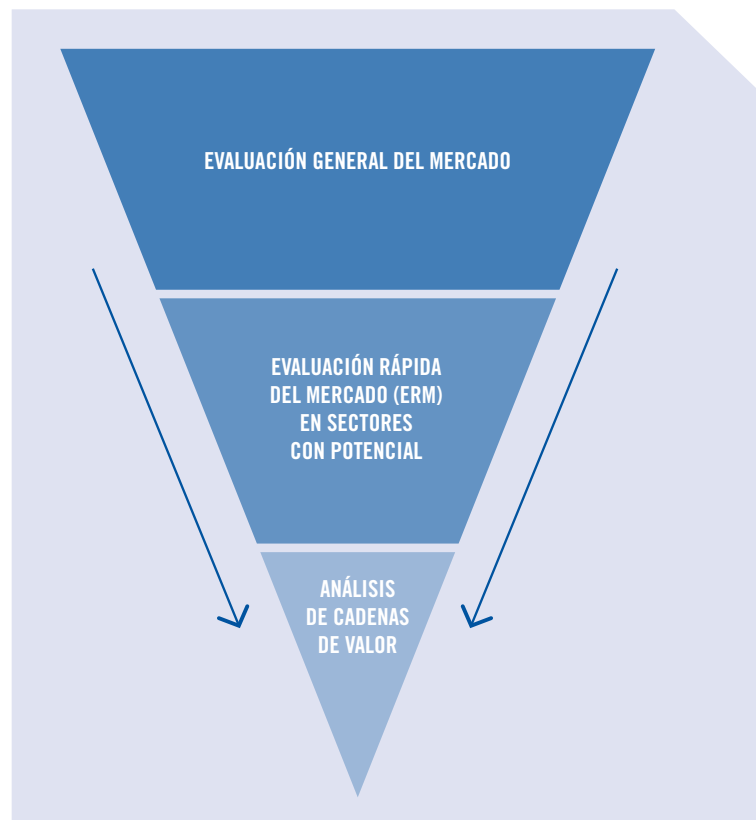 EVALUACIÓN GENERAL DEL MERCADO
EVALUACIÓN RÁPIDA
DEL MERCADO (ERM)
EN SECTORES
CON POTENCIAL
ANÁLISIS
DE CADENAS
DE VALOR